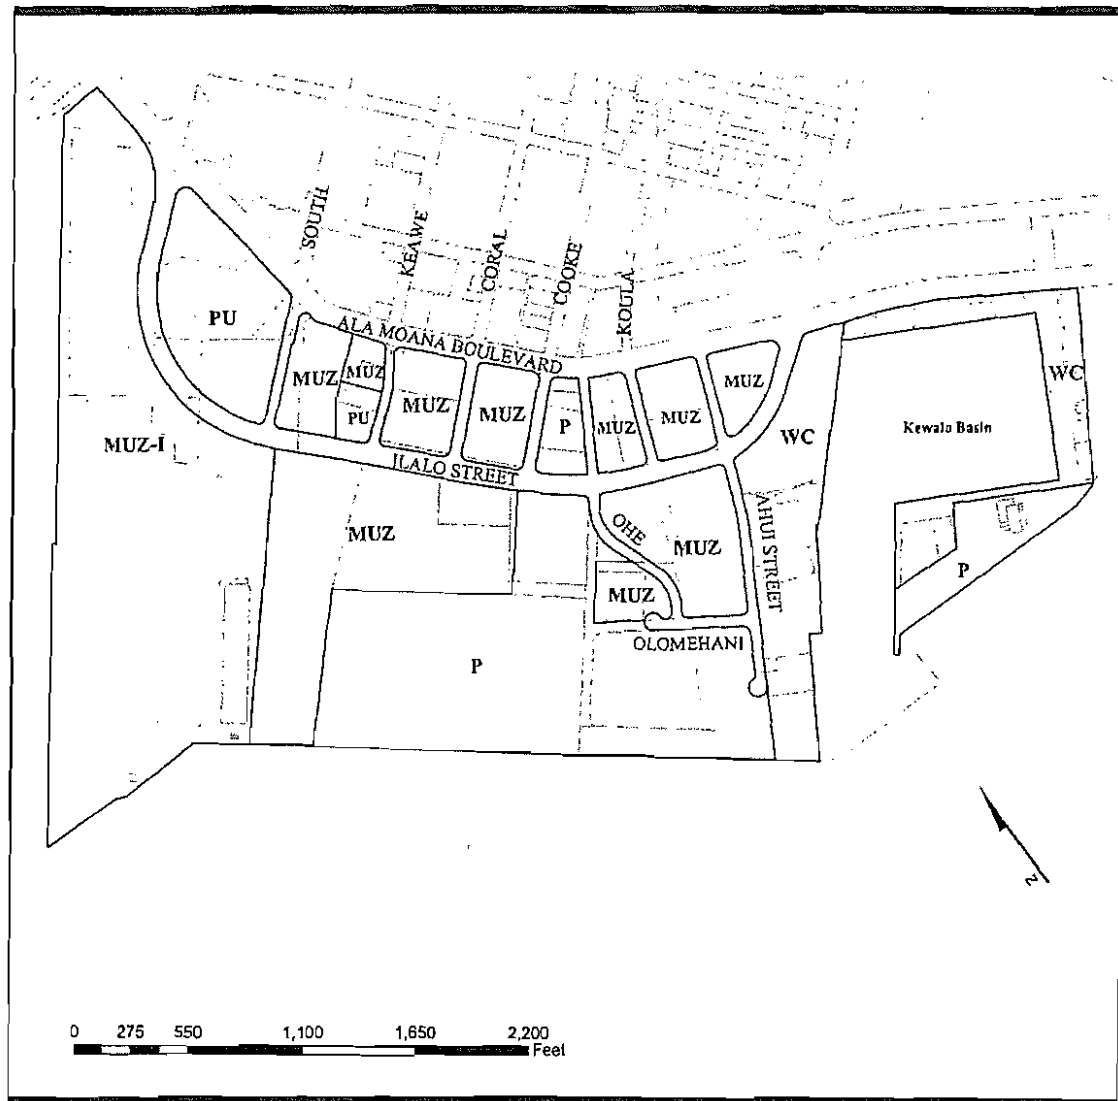 SOUTH
KEAWE
CORAL
COOKE
KOULA
PU
ALA MOANA BOULEVARD
MUZ
MUZ
PU
MUZ
MUZ
P
MUZ
MUZ
MUZ
WC
WC
Kewalo Basin
MUZ-I
ILALO STREET
MUZ
OHE
MUZ
AHUI STREET
MUZ
P
OLOMEHANI
P
N
0 275 550 1,100 1,650 2,200
Feet